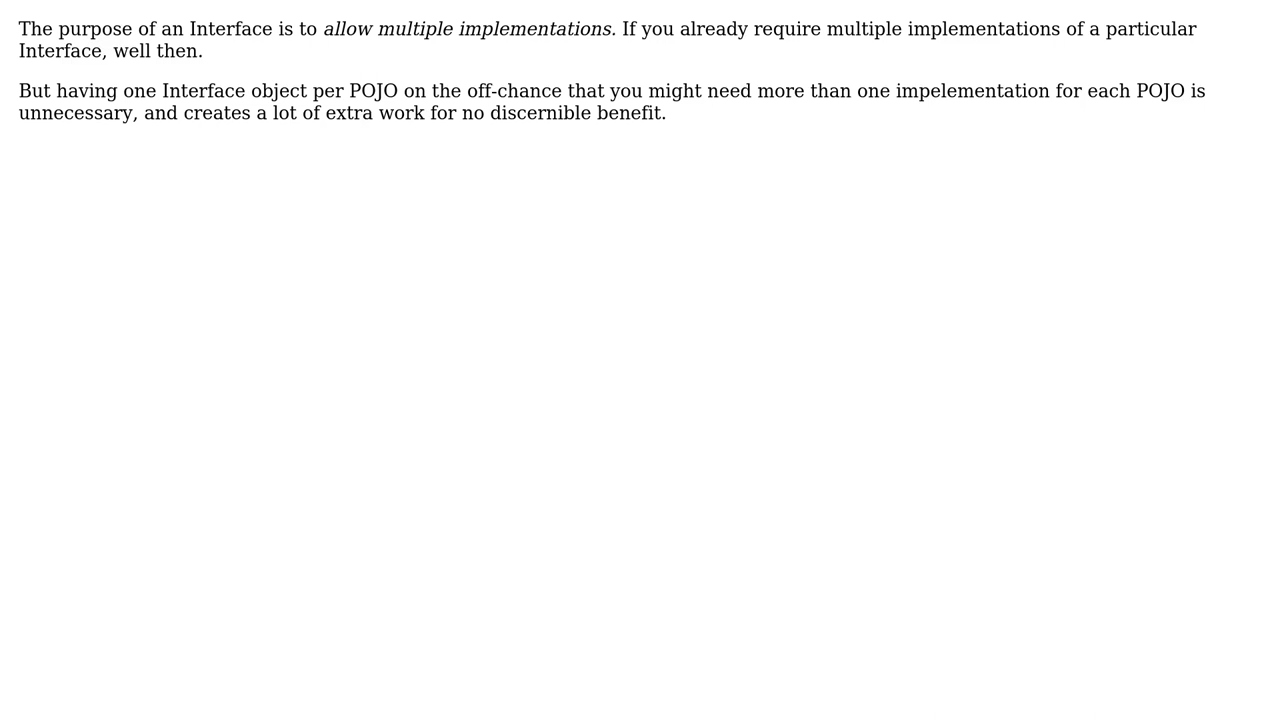 The purpose of an Interface is to allow multiple implementations. If you already require multiple implementations of a particular
Interface, well then.
But having one Interface object per POJO on the off-chance that you might need more than one impelementation for each POJO is
unnecessary, and creates a lot of extra work for no discernible benefit.